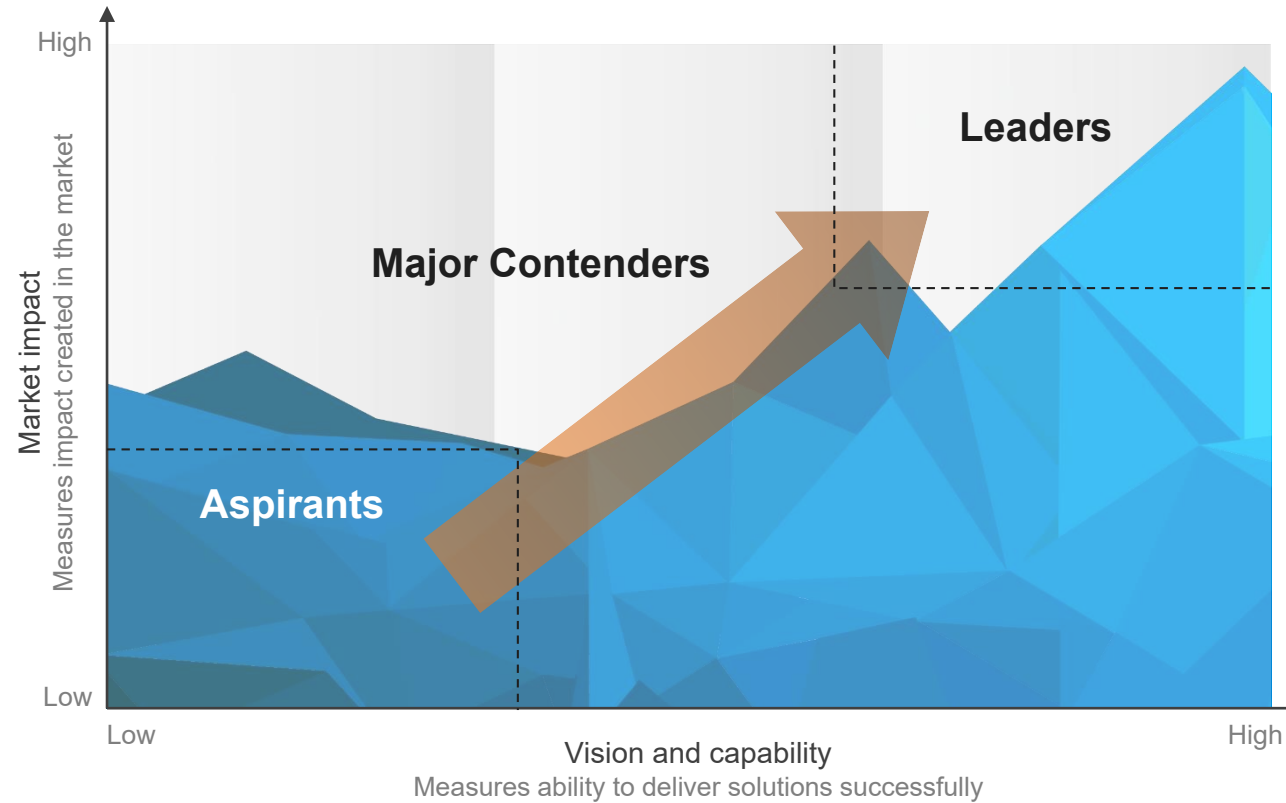 High
Leaders
Major Contenders
Market impact
Measures impact created in the market
Aspirants
Low
Low
High
Vision and capability
Measures ability to deliver solutions successfully